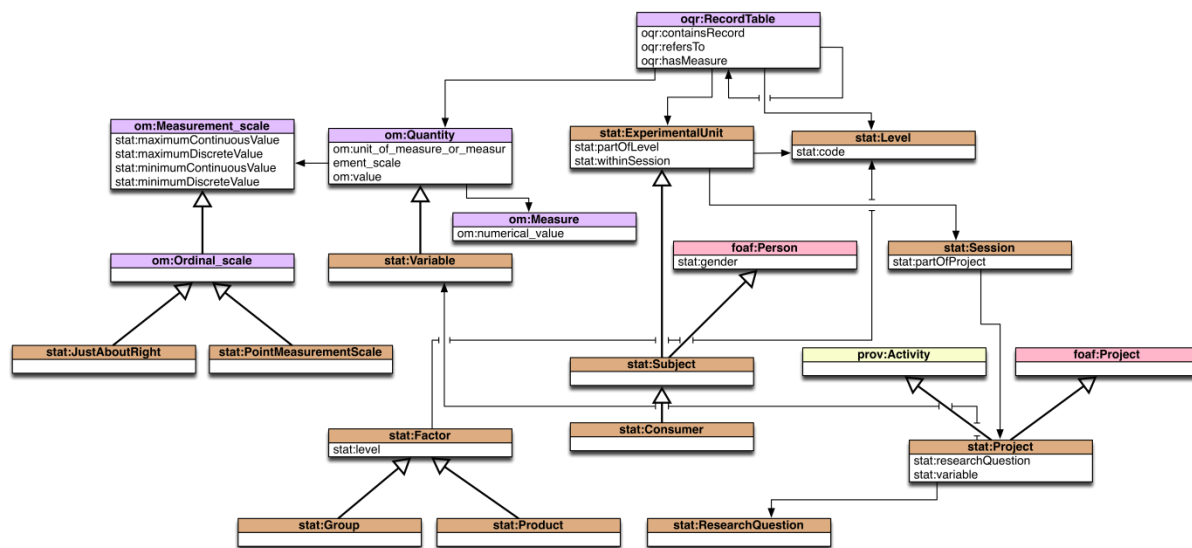 oqr:RecordTable
oqr:containsRecord
oqr:refersTo
oqr:hasMeasure
om:Measurement_scale
stat:maximumContinuousValue
stat:maximumDiscreteValue
stat:minimumContinuousValue
stat:minimumDiscreteValue
om:Quantity
om:unit_of_measure_or_measur
ement_scale
om:value
stat:ExperimentalUnit
stat:partOfLevel
stat:withinSession
stat:Level
stat:code
om:Measure
om:numerical_value
om:Ordinal_scale
stat:Variable
foaf:Person
stat:gender
stat:Session
stat:partOfProject
stat:JustAboutRight
stat:PointMeasurementScale
stat:Subject
prov:Activity
foaf:Project
stat:Factor
stat:level
stat:Consumer
stat:Project
stat:researchQuestion
stat:variable
stat:Group
stat:Product
stat:ResearchQuestion